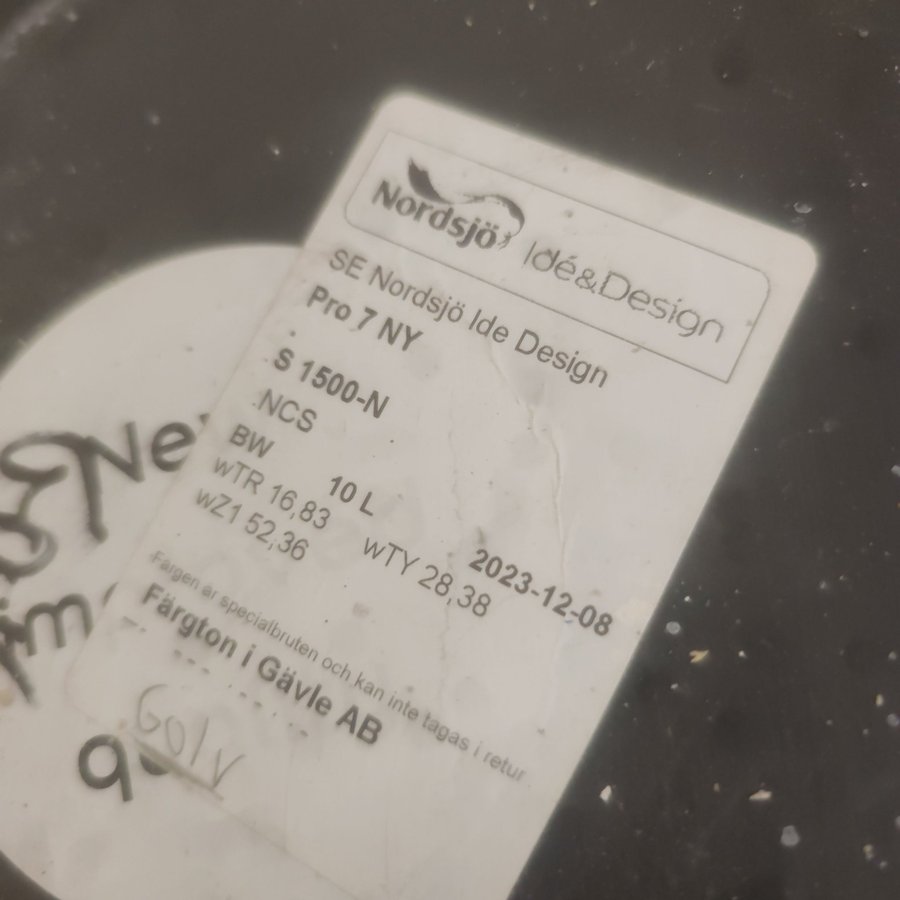 Nordsjö Idé&Design
SE Nordsjö Ide Design
Pro 7 NY
S 1500-N
NCS
BW 10 L 2023-12-08
wTR 16,83 wTY 28,38
wZ1 52,36
Färgen är specialbruten och kan inte tagas i retur
Färgton i Gävle AB
Golv